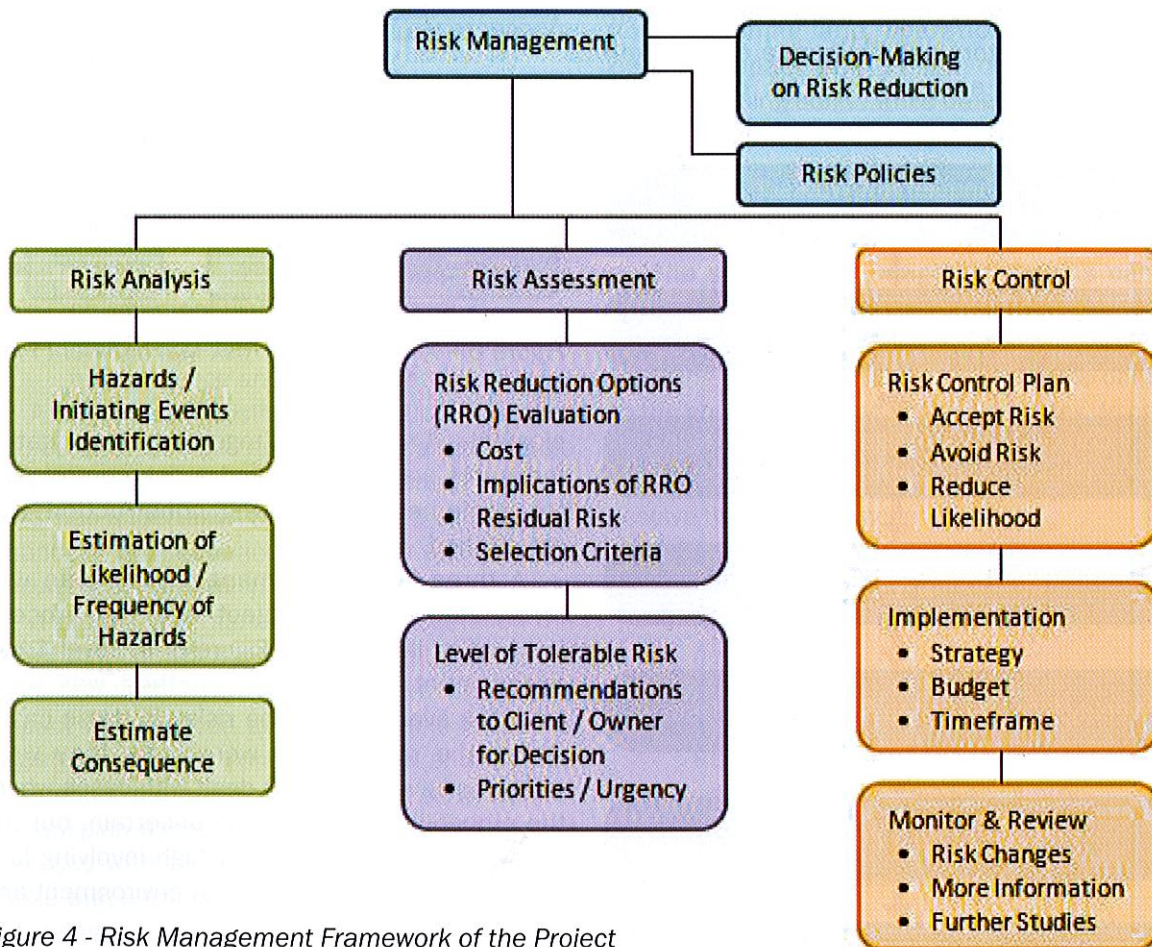 Risk Management
Decision-Making
on Risk Reduction
Risk Policies
Risk Analysis
Hazards /
Initiating Events
Identification
Estimation of
Likelihood /
Frequency of
Hazards
Estimate
Consequence
Risk Assessment
Risk Reduction Options
(RRO) Evaluation
• Cost
• Implications of RRO
• Residual Risk
• Selection Criteria
Level of Tolerable Risk
• Recommendations
to Client / Owner
for Decision
• Priorities / Urgency
Risk Control
Risk Control Plan
• Accept Risk
• Avoid Risk
• Reduce
Likelihood
Implementation
• Strategy
• Budget
• Timeframe
Monitor & Review
• Risk Changes
• More Information
• Further Studies
igure 4 - Risk Management Framework of the Project